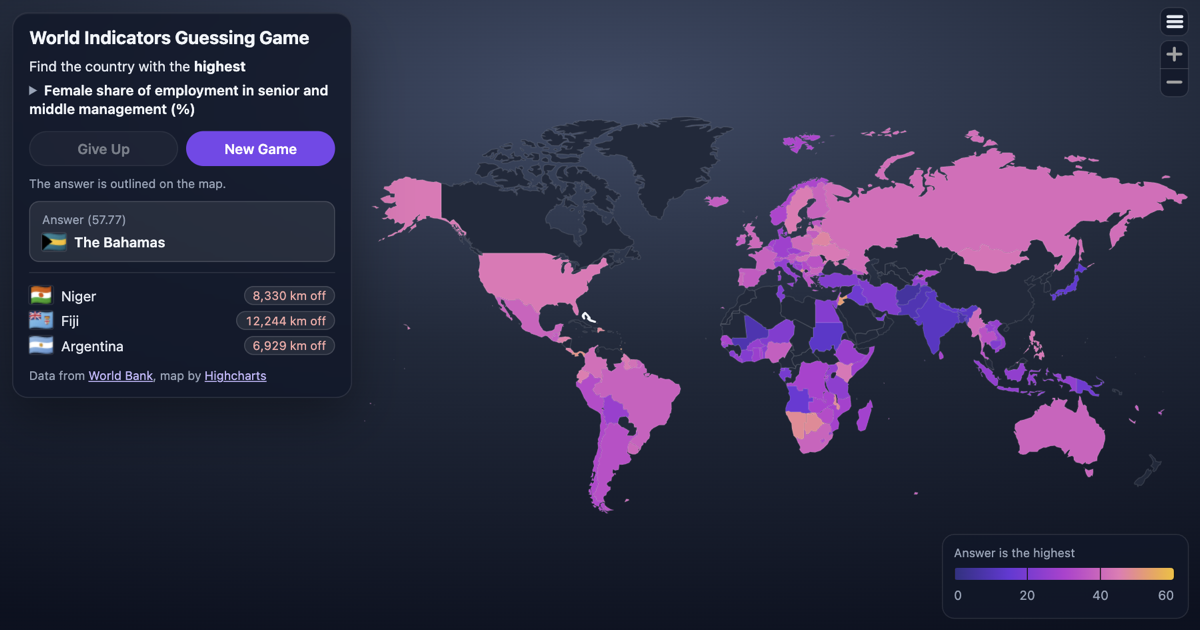 World Indicators Guessing Game
Find the country with the highest
▶ Female share of employment in senior and
middle management (%)
Give Up
New Game
The answer is outlined on the map.
Answer (57.77)
The Bahamas
Niger 8,330 km off
Fiji 12,244 km off
Argentina 6,929 km off
Data from World Bank, map by Highcharts
Answer is the highest
0 20 40 60